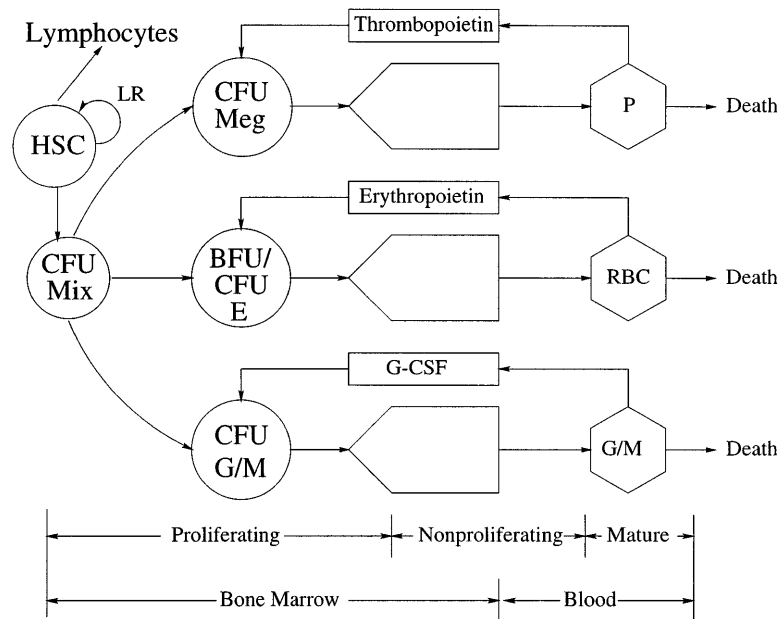 Lymphocytes
LR
HSC
CFU
Mix
Thrombopoietin
CFU
Meg
P
Death
Erythropoietin
BFU/
CFU
E
RBC
Death
G-CSF
CFU
G/M
G/M
Death
Proliferating
Nonproliferating
Mature
Bone Marrow
Blood